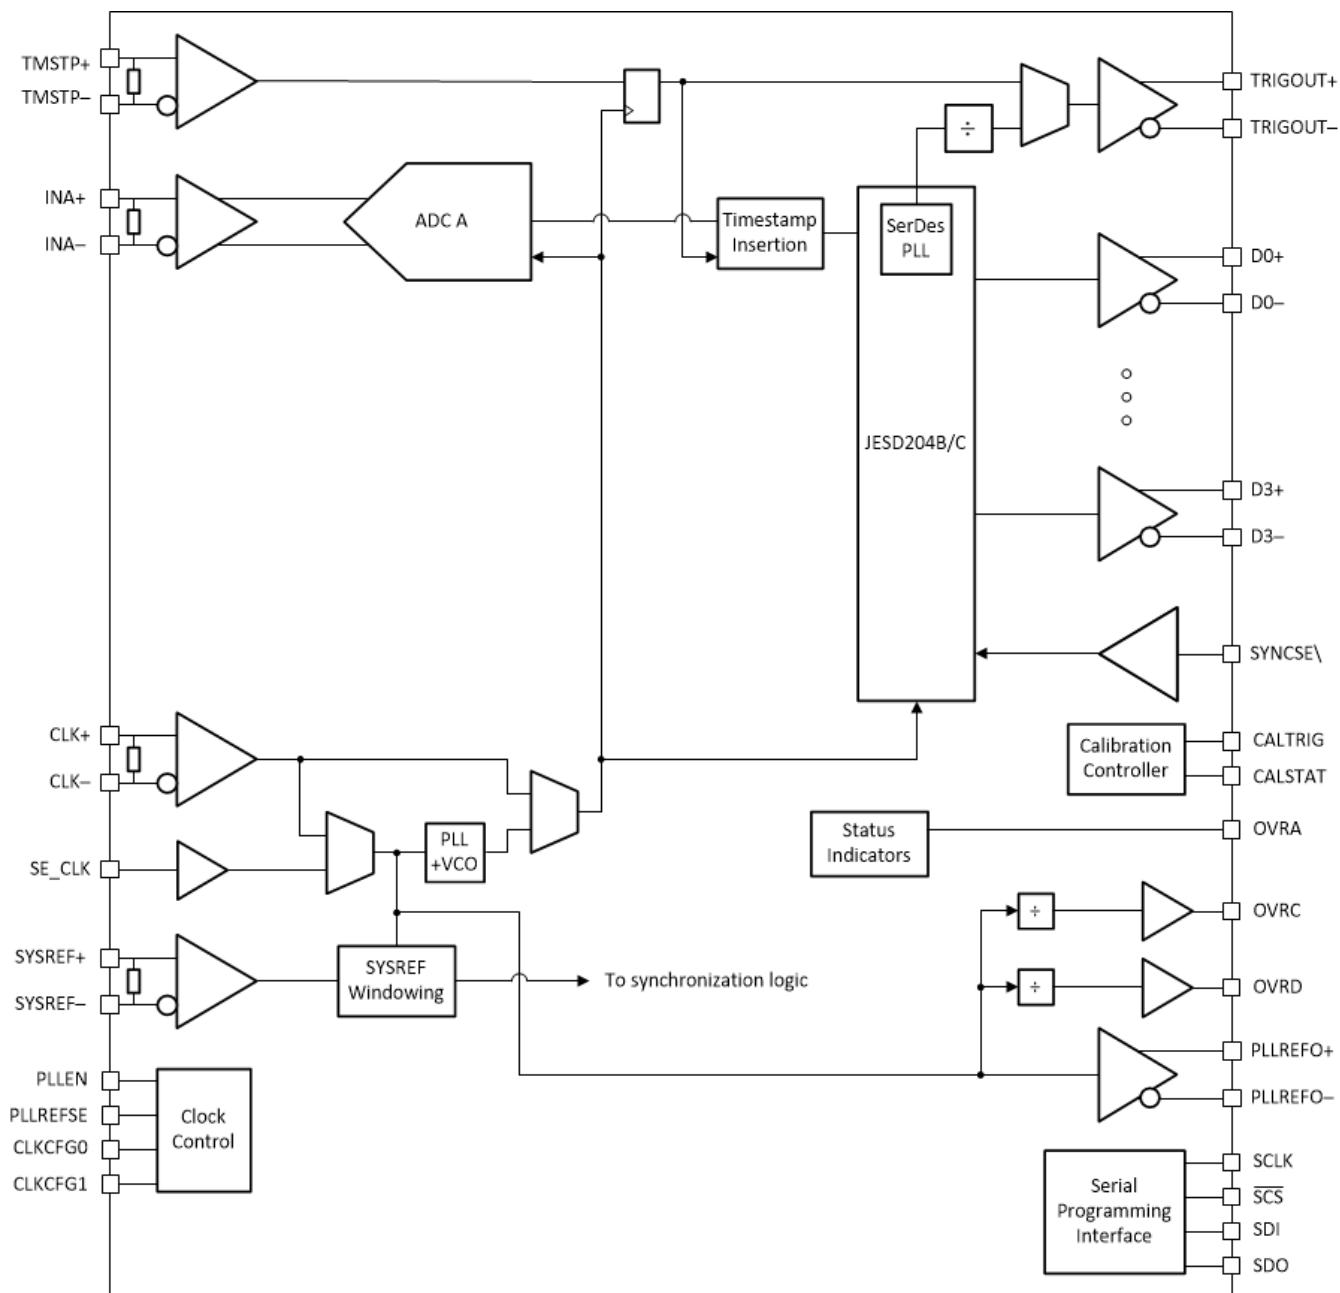 TMSTP+
TMSTP–
INA+
INA–
ADC A
Timestamp
Insertion
÷
SerDes
PLL
JESD204B/C
TRIGOUT+
TRIGOUT–
D0+
D0–
D3+
D3–
SYNCSE\
CLK+
CLK–
SE_CLK
PLL
+VCO
SYSREF+
SYSREF–
SYSREF
Windowing
To synchronization logic
Calibration
Controller
CALTRIG
CALSTAT
Status
Indicators
OVRA
÷
OVRC
÷
OVRD
PLLREFO+
PLLREFO–
PLLEN
PLLREFSE
CLKCFG0
CLKCFG1
Clock
Control
Serial
Programming
Interface
SCLK
S̅C̅S̅
SDI
SDO